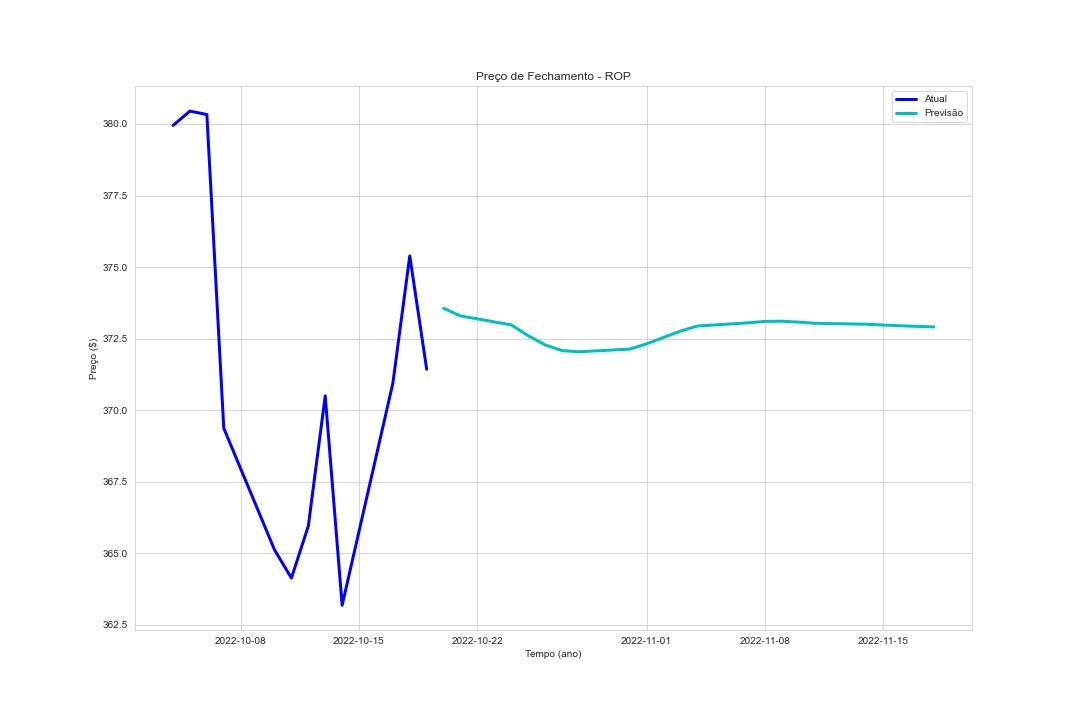 Preço de Fechamento - ROP
Atual
Previsão
380.0
377.5
375.0
372.5
370.0
367.5
365.0
362.5
Preço ($)
2022-10-08
2022-10-15
2022-10-22
2022-11-01
2022-11-08
2022-11-15
Tempo (ano)